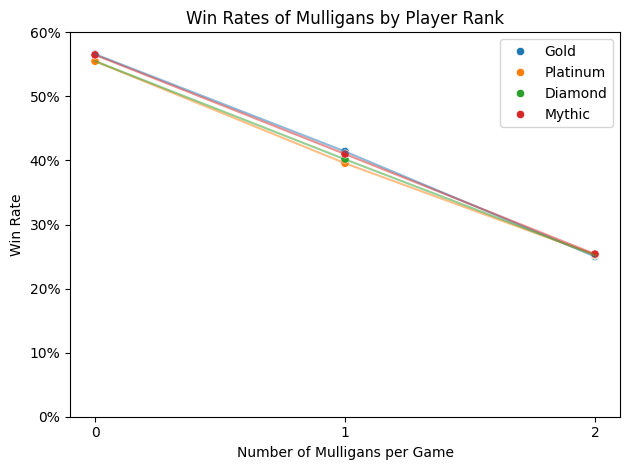 Win Rates of Mulligans by Player Rank
60%
50%
40%
30%
20%
10%
0%
Win Rate
Gold
Platinum
Diamond
Mythic
0
1
2
Number of Mulligans per Game